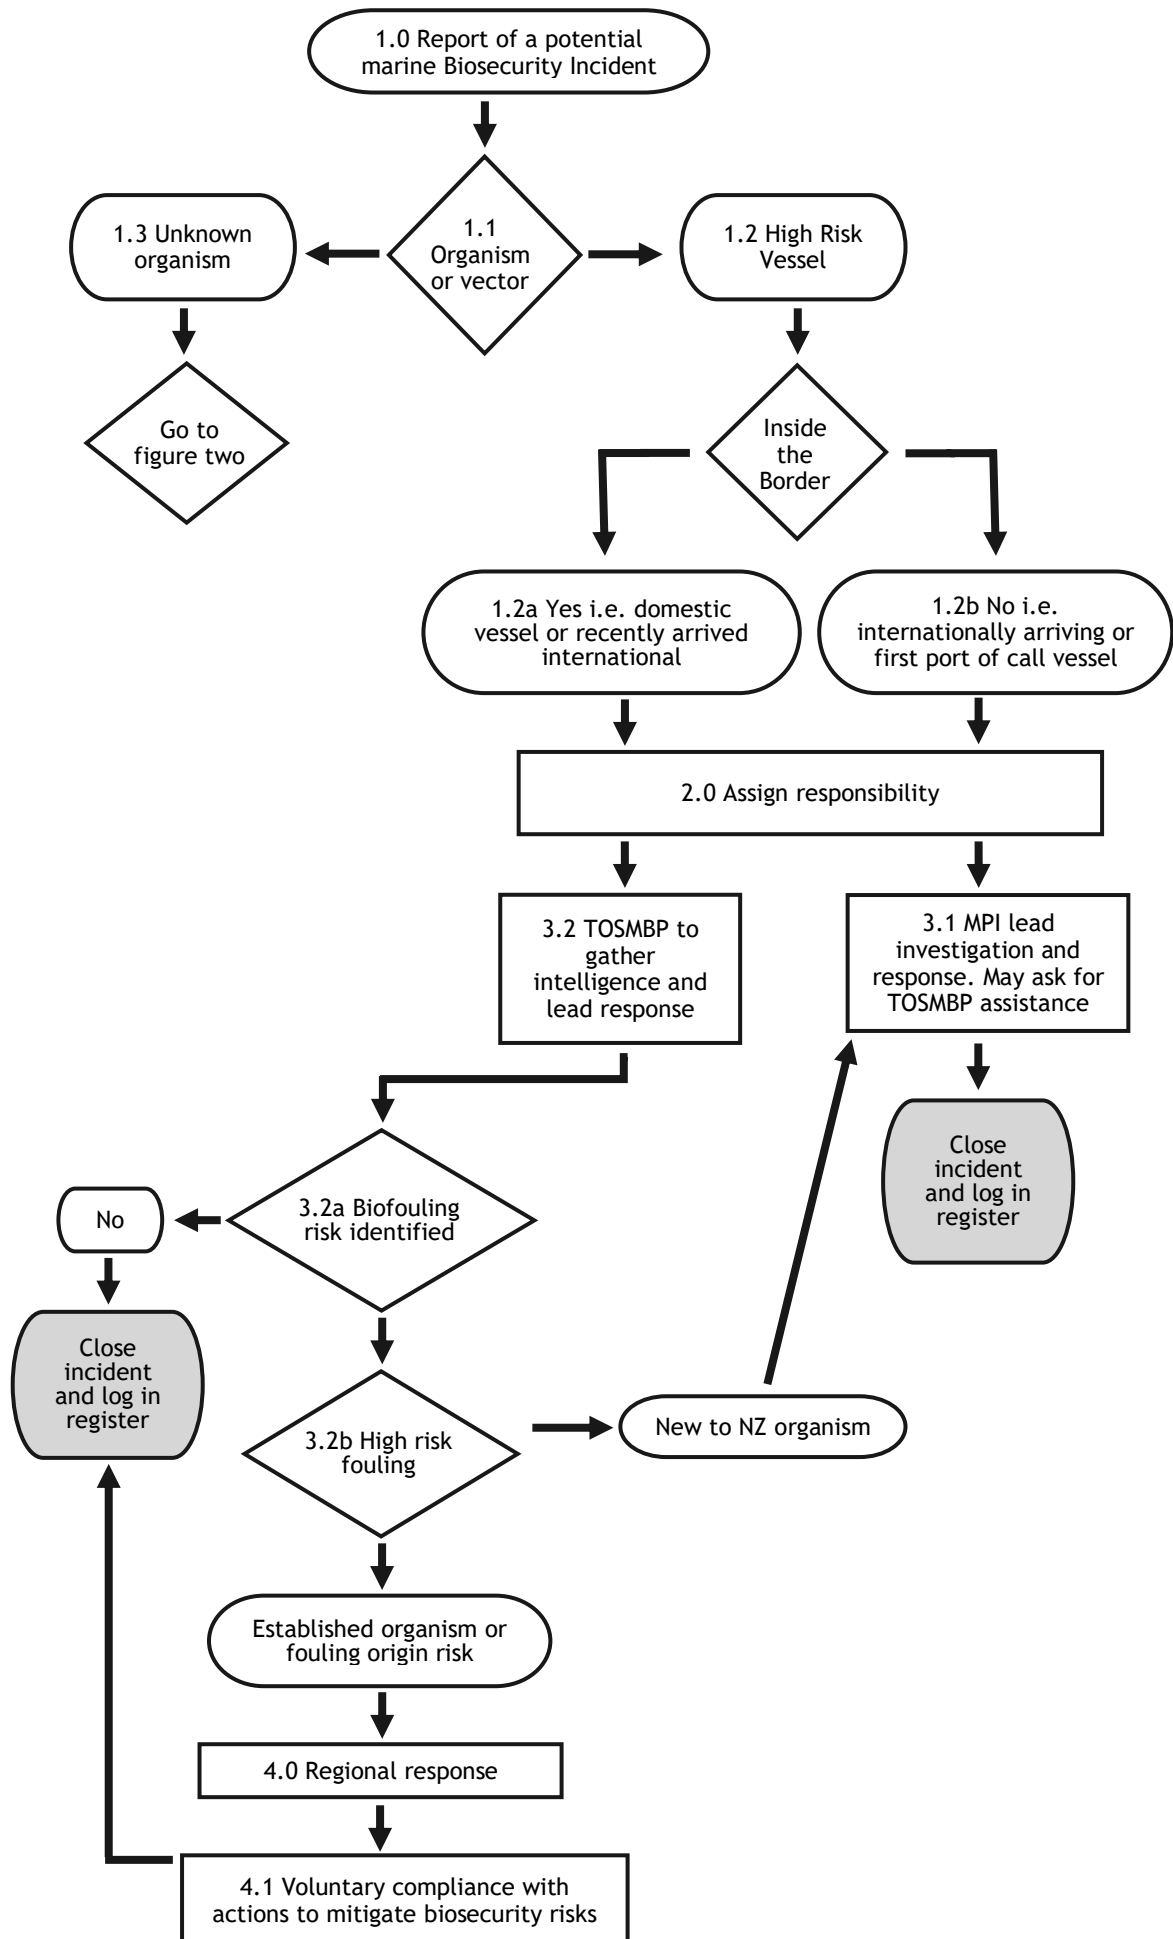 1.0 Report of a potential
marine Biosecurity Incident
1.3 Unknown
organism
1.1
Organism
or vector
1.2 High Risk
Vessel
Go to
figure two
Inside
the
Border
1.2a Yes i.e. domestic
vessel or recently arrived
international
1.2b No i.e.
internationally arriving or
first port of call vessel
2.0 Assign responsibility
3.2 TOSMBP to
gather
intelligence and
lead response
3.1 MPI lead
investigation and
response. May ask for
TOSMBP assistance
Close
incident
and log in
register
3.2a Biofouling
risk identified
No
Close
incident
and log in
register
3.2b High risk
fouling
New to NZ organism
Established organism or
fouling origin risk
4.0 Regional response
4.1 Voluntary compliance with
actions to mitigate biosecurity risks